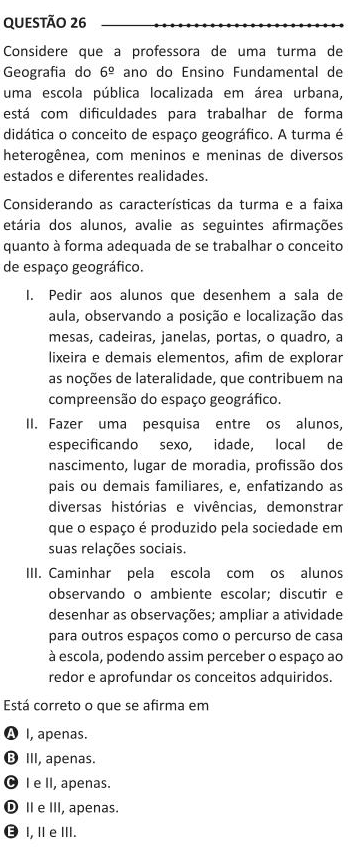 QUESTÃO 26
Considere que a professora de uma turma de
Geografia do 6º ano do Ensino Fundamental de
uma escola pública localizada em área urbana,
está com dificuldades para trabalhar de forma
didática o conceito de espaço geográfico. A turma é
heterogênea, com meninos e meninas de diversos
estados e diferentes realidades.
Considerando as características da turma e a faixa
etária dos alunos, avalie as seguintes afirmações
quanto à forma adequada de se trabalhar o conceito
de espaço geográfico.
I. Pedir aos alunos que desenhem a sala de
aula, observando a posição e localização das
mesas, cadeiras, janelas, portas, o quadro, a
lixeira e demais elementos, afim de explorar
as noções de lateralidade, que contribuem na
compreensão do espaço geográfico.
II. Fazer uma pesquisa entre os alunos,
especificando sexo, idade, local de
nascimento, lugar de moradia, profissão dos
pais ou demais familiares, e, enfatizando as
diversas histórias e vivências, demonstrar
que o espaço é produzido pela sociedade em
suas relações sociais.
III. Caminhar pela escola com os alunos
observando o ambiente escolar; discutir e
desenhar as observações; ampliar a atividade
para outros espaços como o percurso de casa
à escola, podendo assim perceber o espaço ao
redor e aprofundar os conceitos adquiridos.
Está correto o que se afirma em
A I, apenas.
B III, apenas.
C I e II, apenas.
D II e III, apenas.
E I, II e III.